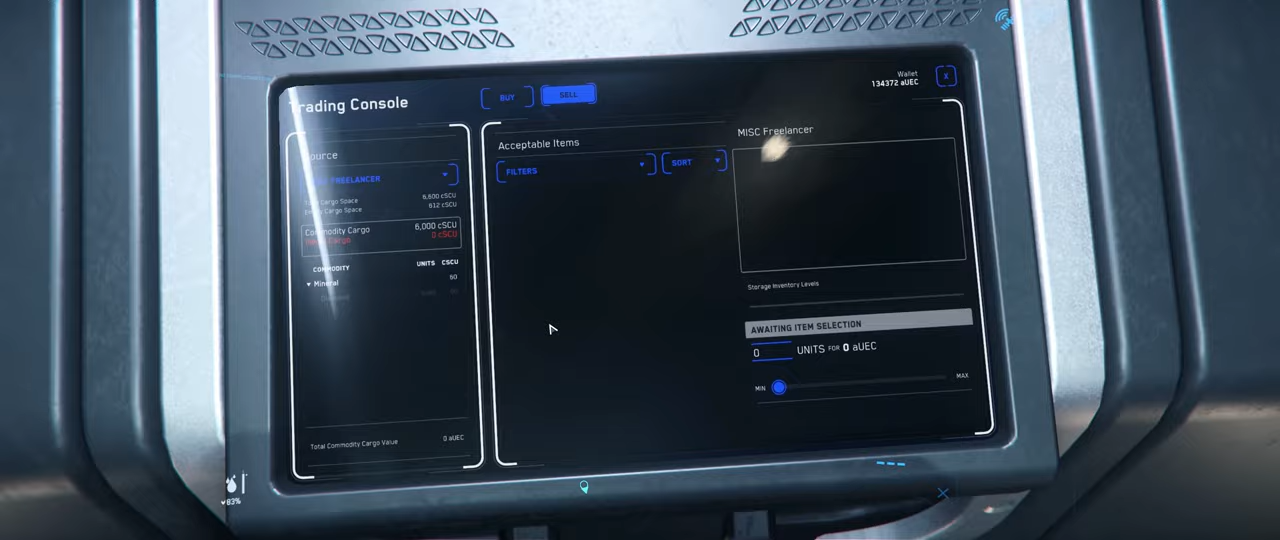 Trading Console
BUY
SELL
Wallet
134372 aUEC
X
Source
FREELANCER
Cargo Space 6,600 cSCU
Cargo Space 612 cSCU
Commodity Cargo 6,000 cSCU
0 cSCU
COMMODITY UNITS CSCU
Mineral 60
Total Commodity Cargo Value 0 aUEC
Acceptable Items
FILTERS
SORT
MISC Freelancer
Storage Inventory Levels
AWAITING ITEM SELECTION
0 UNITS FOR 0 aUEC
MIN MAX
83%